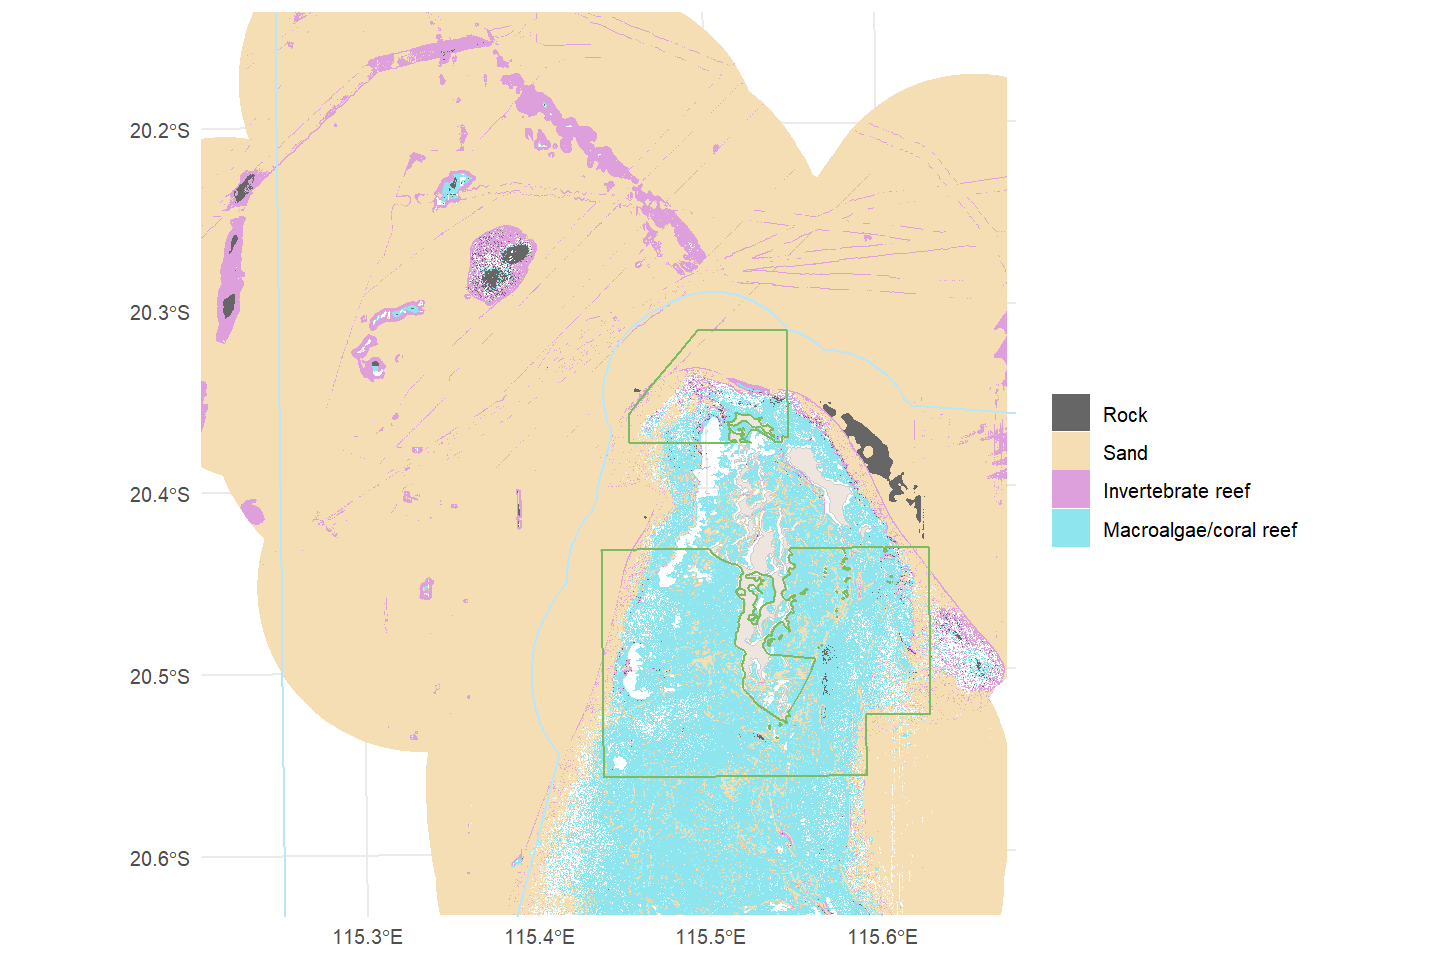 20.2°S
20.3°S
20.4°S
20.5°S
20.6°S
115.3°E
115.4°E
115.5°E
115.6°E
Rock
Sand
Invertebrate reef
Macroalgae/coral reef